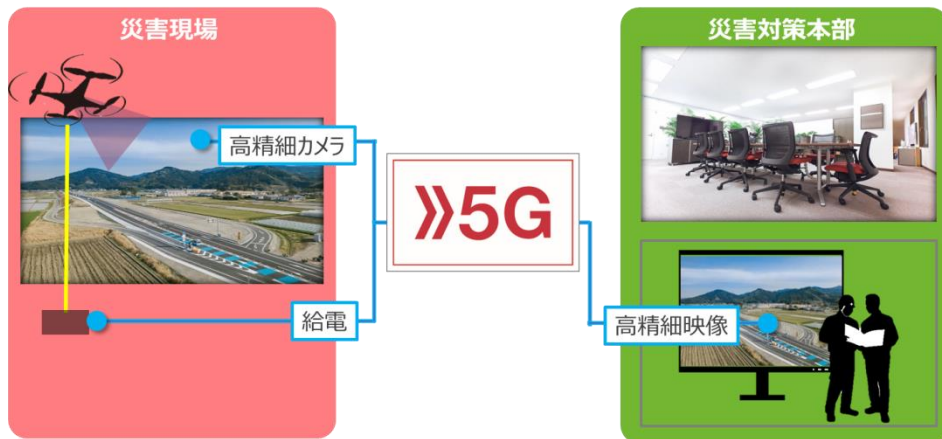 災害現場
災害対策本部
高精細カメラ
》5G
給電
高精細映像